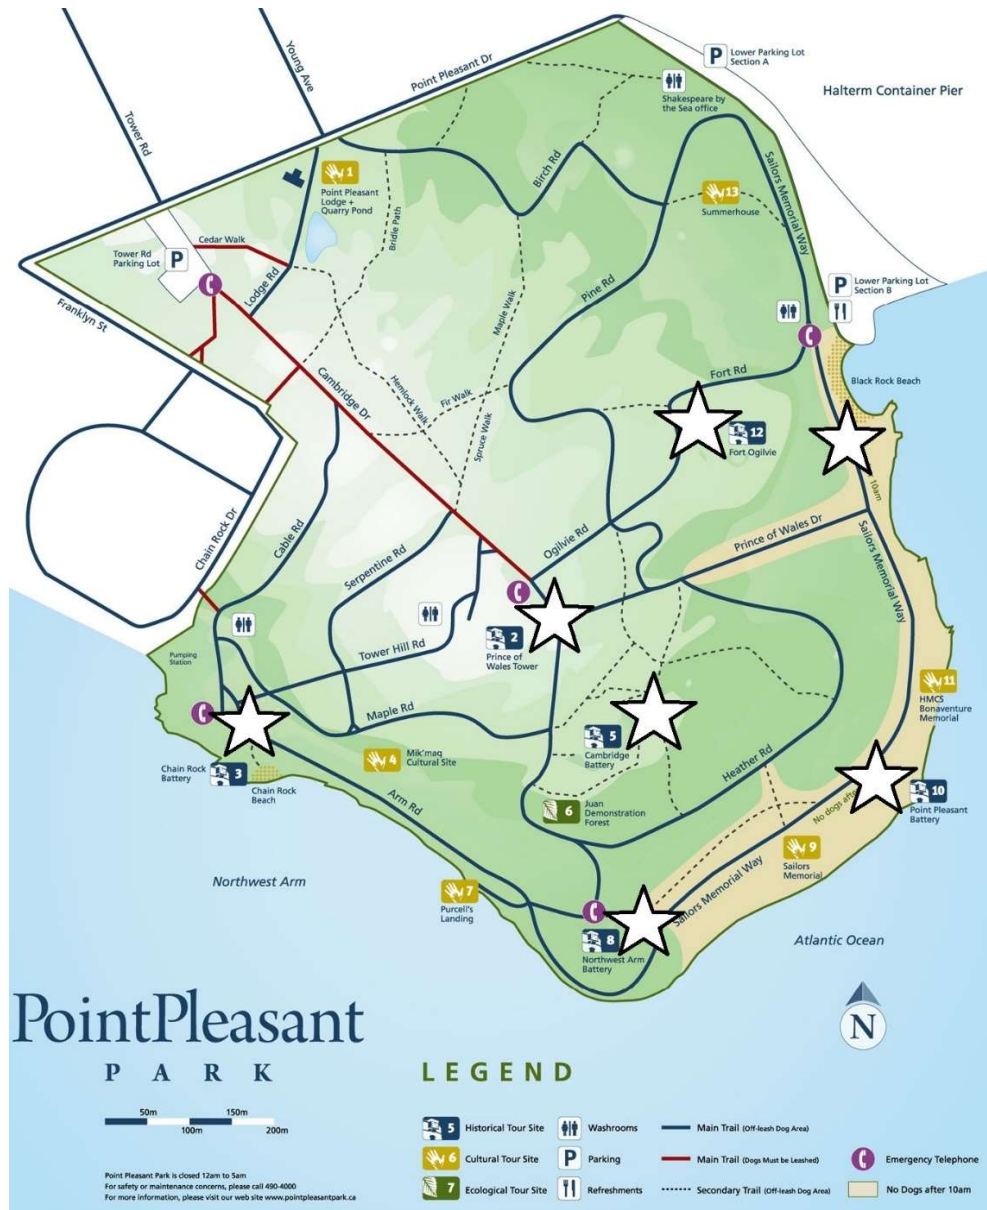 Young Ave
Point Pleasant Dr
Tower Rd
P
Lower Parking Lot
Section A
Halterm Container Pier
Shakespeare by
the Sea office
Birch Rd
Sailors Memorial Way
1
Point Pleasant
Lodge +
Quarry Pond
13
Summerhouse
Bridle Path
Cedar Walk
Tower Rd
Parking Lot
P
Lodge Rd
Franklyn St
Maple Walk
Pine Rd
P
Lower Parking Lot
Section B
Cambridge Dr
Hemlock Walk
Fir Walk
Spruce Walk
Fort Rd
Black Rock Beach
12
Fort Ogilvie
10am
Chain Rock Dr
Cable Rd
Serpentine Rd
Ogilvie Rd
Prince of Wales Dr
Sailors Memorial Way
2
Prince of
Wales Tower
Tower Hill Rd
Pumping
Station
Maple Rd
5
Cambridge
Battery
11
HMCS
Bonaventure
Memorial
Chain Rock
Battery
3
Chain Rock
Beach
4
Mik'maq
Cultural Site
Heather Rd
Arm Rd
6
Juan
Demonstration
Forest
No dogs after
10
Point Pleasant
Battery
9
Sailors
Memorial
Sailors Memorial Way
Northwest Arm
7
Purcell's
Landing
8
Northwest Arm
Battery
Atlantic Ocean
PointPleasant
PARK
N
LEGEND
50m
150m
100m
200m
5 Historical Tour Site
Washrooms
Main Trail (Off-leash Dog Area)
6 Cultural Tour Site
P Parking
Main Trail (Dogs Must be Leashed)
Emergency Telephone
7 Ecological Tour Site
Refreshments
Secondary Trail (Off-leash Dog Area)
No Dogs after 10am
Point Pleasant Park is closed 12am to 5am
For safety or maintenance concerns, please call 490-4000
For more information, please visit our web site www.pointpleasantpark.ca